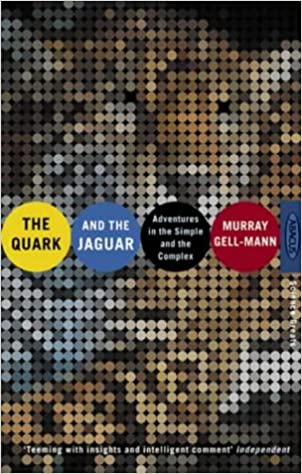 THE
QUARK
AND THE
JAGUAR
Adventures
in the Simple
and the
Complex
MURRAY
GELL-MANN
ABACUS
'Teeming with insights and intelligent comment' Independent